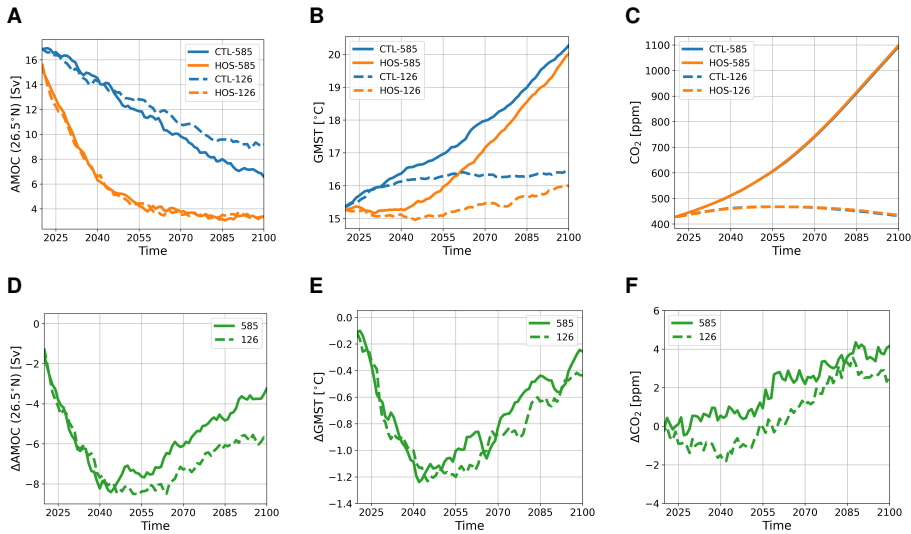 A
B
C
CTL-585
HOS-585
CTL-126
HOS-126
AMOC (26.5°N) [Sv]
16
14
12
10
8
6
4
2025
2040
2055
2070
2085
2100
Time
CTL-585
HOS-585
CTL-126
HOS-126
GMST [°C]
20
19
18
17
16
15
2025
2040
2055
2070
2085
2100
Time
CTL-585
HOS-585
CTL-126
HOS-126
CO₂ [ppm]
1100
1000
900
800
700
600
500
400
2025
2040
2055
2070
2085
2100
Time
D
E
F
585
126
ΔAMOC (26.5°N) [Sv]
0
−2
−4
−6
−8
2025
2040
2055
2070
2085
2100
Time
585
126
ΔGMST [°C]
0.0
−0.2
−0.4
−0.6
−0.8
−1.0
−1.2
−1.4
2025
2040
2055
2070
2085
2100
Time
585
126
ΔCO₂ [ppm]
6
4
2
0
−2
−4
2025
2040
2055
2070
2085
2100
Time